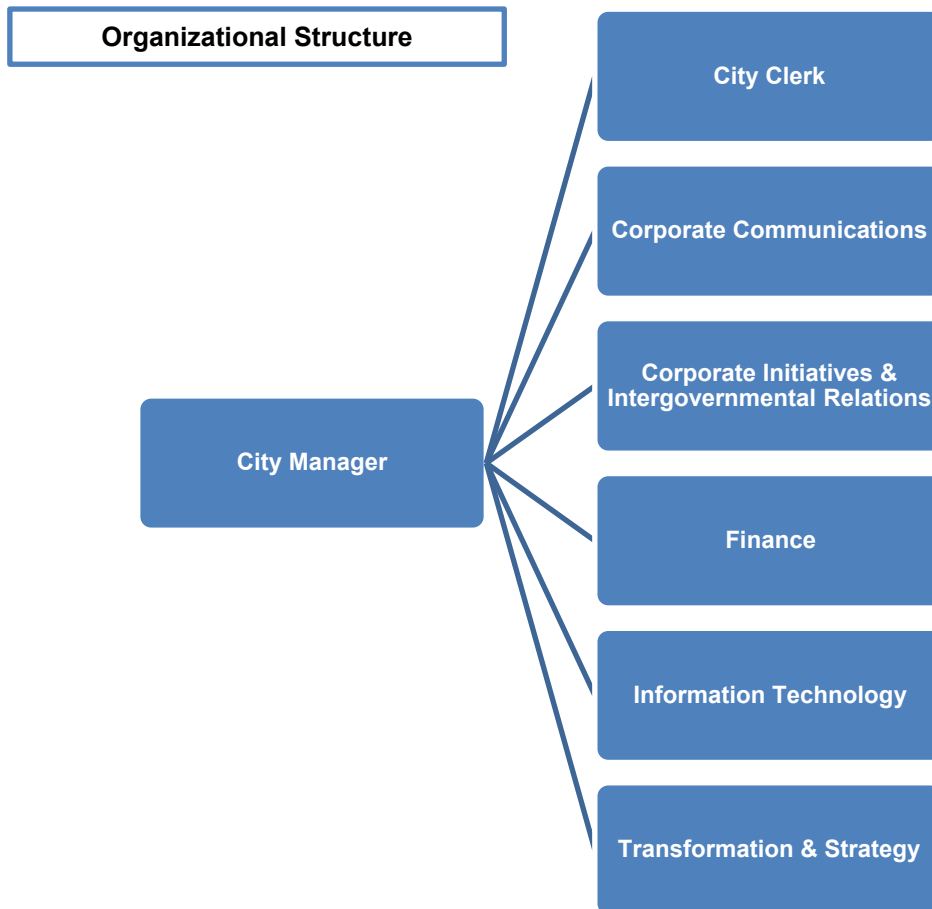 Organizational Structure
City Clerk
Corporate Communications
Corporate Initiatives &
Intergovernmental Relations
City Manager
Finance
Information Technology
Transformation & Strategy